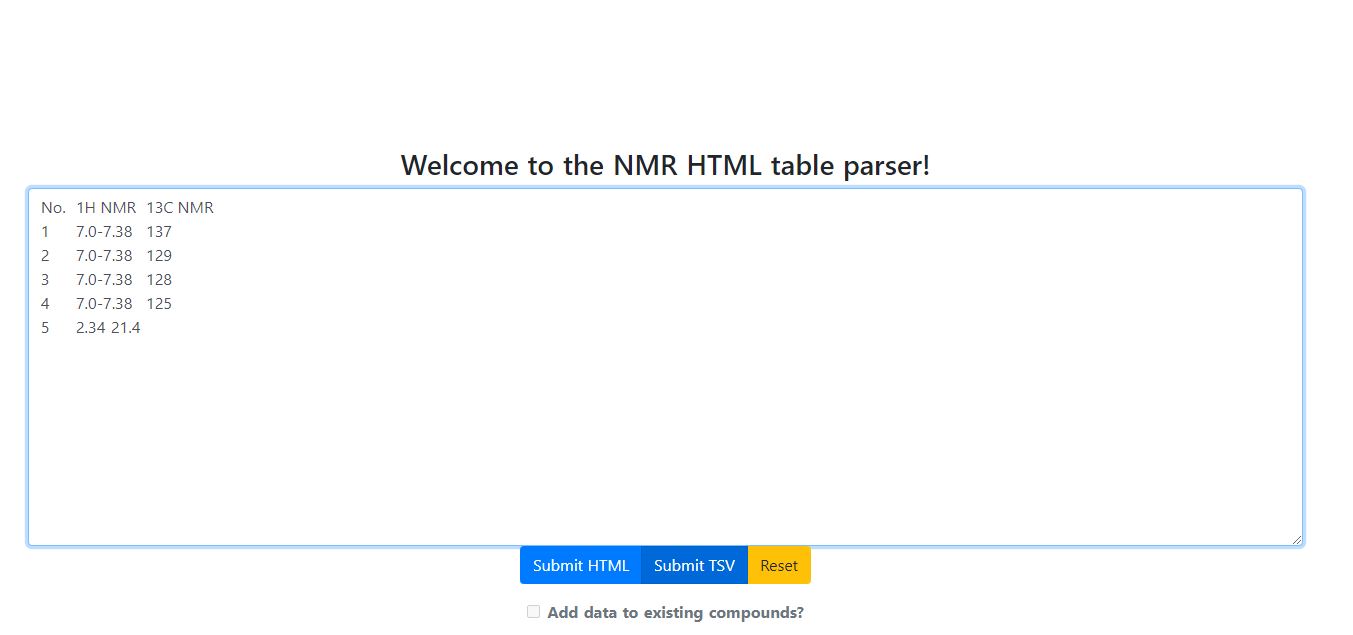 Welcome to the NMR HTML table parser!
No. 1H NMR 13C NMR
1 7.0-7.38 137
2 7.0-7.38 129
3 7.0-7.38 128
4 7.0-7.38 125
5 2.34 21.4
Submit HTML Submit TSV Reset
Add data to existing compounds?